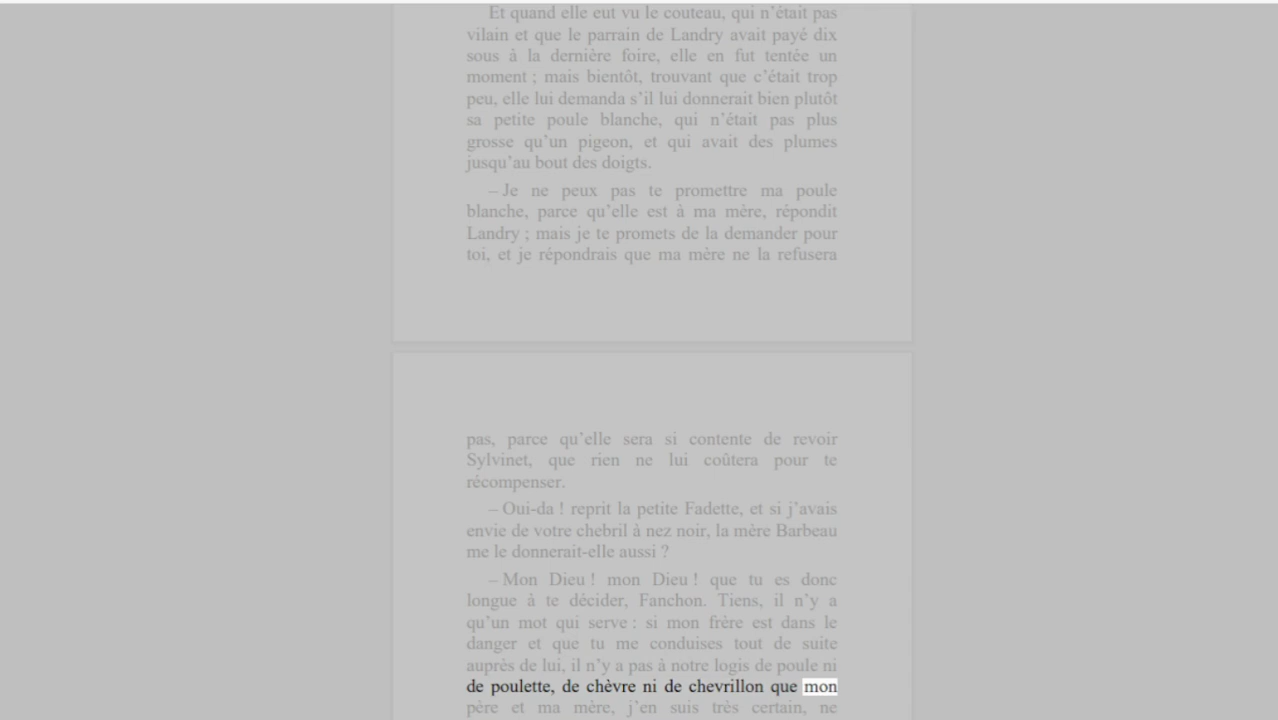 Et quand elle eut vu le couteau, qui n’était pas
vilain et que le parrain de Landry avait payé dix
sous à la dernière foire, elle en fut tentée un
moment ; mais bientôt, trouvant que c’était trop
peu, elle lui demanda s’il lui donnerait bien plutôt
sa petite poule blanche, qui n’était pas plus
grosse qu’un pigeon, et qui avait des plumes
jusqu’au bout des doigts.
– Je ne peux pas te promettre ma poule
blanche, parce qu’elle est à ma mère, répondit
Landry ; mais je te promets de la demander pour
toi, et je répondrais que ma mère ne la refusera
pas, parce qu’elle sera si contente de revoir
Sylvinet, que rien ne lui coûtera pour te
récompenser.
– Oui-da ! reprit la petite Fadette, et si j’avais
envie de votre chebril à nez noir, la mère Barbeau
me le donnerait-elle aussi ?
– Mon Dieu ! mon Dieu ! que tu es donc
longue à te décider, Fanchon. Tiens, il n’y a
qu’un mot qui serve : si mon frère est dans le
danger et que tu me conduises tout de suite
auprès de lui, il n’y a pas à notre logis de poule ni
de poulette, de chèvre ni de chevrillon que mon
père et ma mère, j’en suis très certain, ne